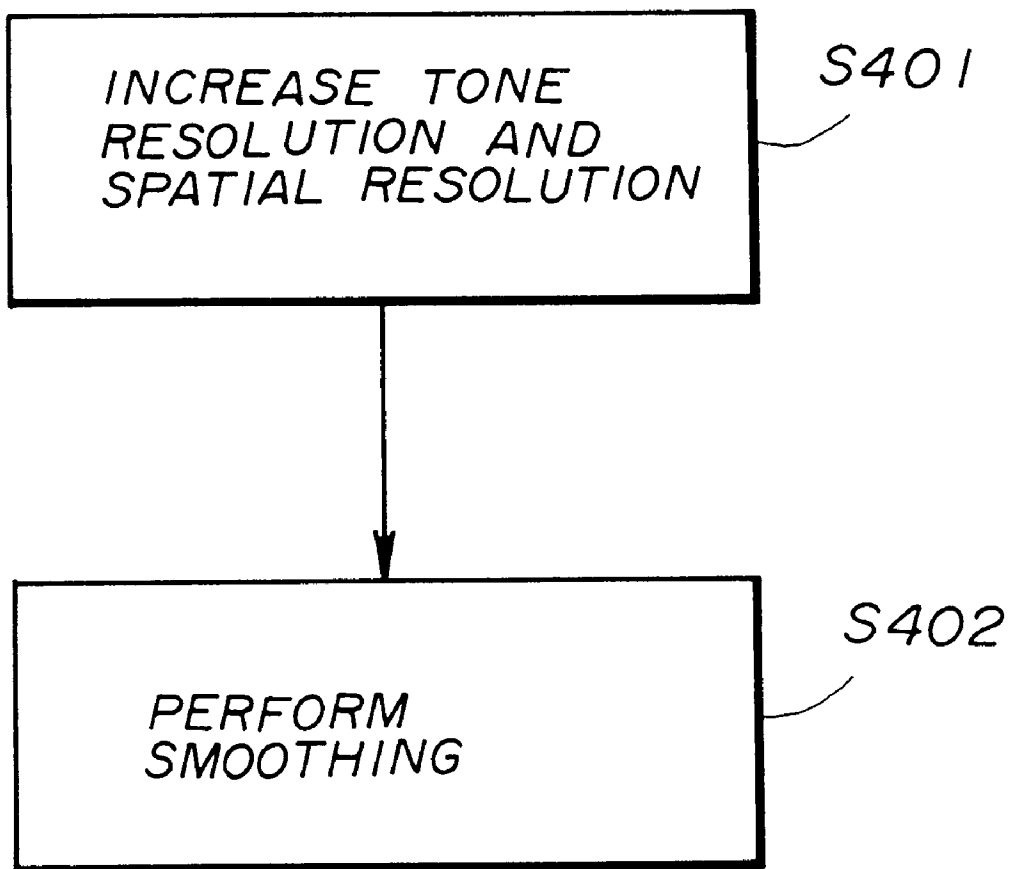 INCREASE TONE
RESOLUTION AND
SPATIAL RESOLUTION
S401
PERFORM
SMOOTHING
S402